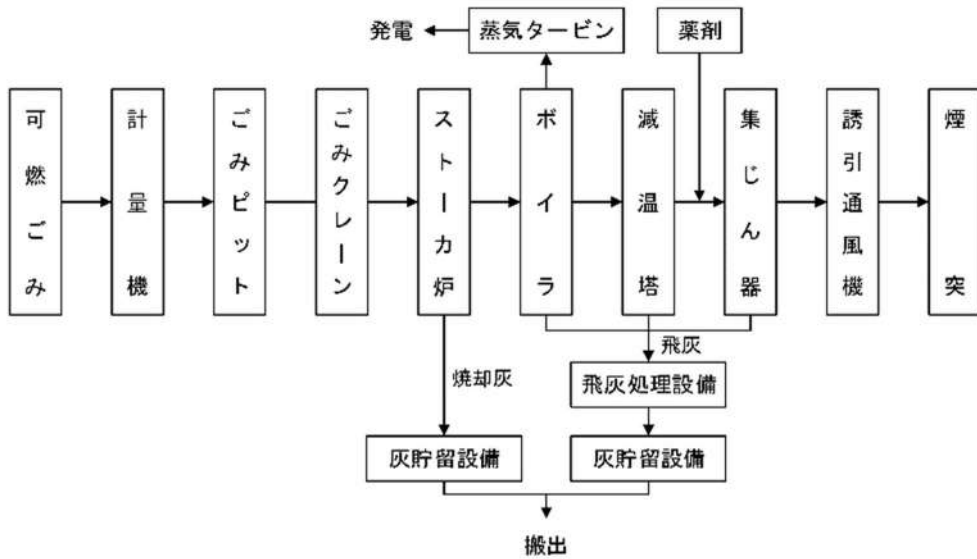 発電
蒸気タービン
薬剤
可燃ごみ
計量機
ごみピット
ごみクレーン
ストーカ炉
ボイラ
減温塔
集じん器
誘引通風機
煙突
焼却灰
飛灰
飛灰処理設備
灰貯留設備
灰貯留設備
搬出